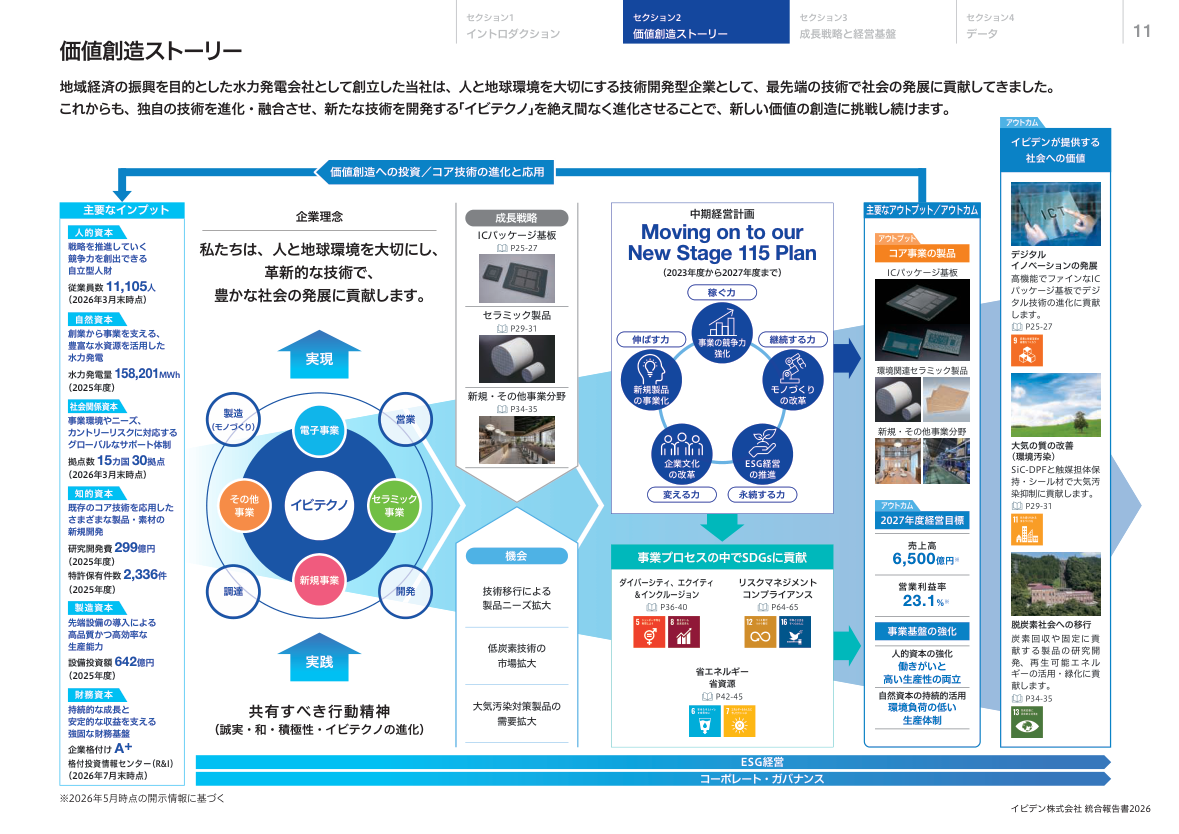 セクション1
イントロダクション
セクション2
価値創造ストーリー
セクション3
成長戦略と経営基盤
セクション4
データ
11
価値創造ストーリー
地域経済の振興を目的とした水力発電会社として創立した当社は、人と地球環境を大切にする技術開発型企業として、最先端の技術で社会の発展に貢献してきました。
これからも、独自の技術を進化・融合させ、新たな技術を開発する「イビテクノ」を絶え間なく進化させることで、新しい価値の創造に挑戦し続けます。
価値創造への投資/コア技術の進化と応用
主要なインプット
人的資本
戦略を推進していく
競争力を創出できる
自立型人財
従業員数 11,105人
(2026年3月末時点)
自然資本
創業から事業を支える、
豊富な水資源を活用した
水力発電
水力発電量 158,201MWh
(2025年度)
社会関係資本
事業環境やニーズ、
カントリーリスクに対応する
グローバルなサポート体制
拠点数 15カ国 30拠点
(2026年3月末時点)
知的資本
既存のコア技術を応用した
さまざまな製品・素材の
新規開発
研究開発費 299億円
(2025年度)
特許保有件数 2,336件
(2025年度)
製造資本
先端設備の導入による
高品質かつ高効率な
生産能力
設備投資額 642億円
(2025年度)
財務資本
持続的な成長と
安定的な収益を支える
強固な財務基盤
企業格付け A+
格付投資情報センター(R&I)
(2026年7月末時点)
企業理念
私たちは、人と地球環境を大切にし、
革新的な技術で、
豊かな社会の発展に貢献します。
実現
製造
(モノづくり)
営業
電子事業
その他
事業
イビテクノ
セラミック
事業
新規事業
調達
開発
実践
共有すべき行動精神
(誠実・和・積極性・イビテクノの進化)
成長戦略
ICパッケージ基板
P25-27
セラミック製品
P29-31
新規・その他事業分野
P34-35
機会
技術移行による
製品ニーズ拡大
低炭素技術の
市場拡大
大気汚染対策製品の
需要拡大
中期経営計画
Moving on to our
New Stage 115 Plan
(2023年度から2027年度まで)
稼ぐ力
事業の競争力
強化
伸ばす力
新規製品
の事業化
継続する力
モノづくり
の改革
企業文化
の改革
変える力
ESG経営
の推進
永続する力
事業プロセスの中でSDGsに貢献
ダイバーシティ、エクイティ
&インクルージョン
P36-40
5
8
リスクマネジメント
コンプライアンス
P64-65
12
16
省エネルギー
省資源
P42-45
6
7
主要なアウトプット/アウトカム
アウトプット
コア事業の製品
ICパッケージ基板
環境関連セラミック製品
新規・その他事業分野
アウトカム
2027年度経営目標
売上高
6,500億円※
営業利益率
23.1%※
事業基盤の強化
人的資本の強化
働きがいと
高い生産性の両立
自然資本の持続的活用
環境負荷の低い
生産体制
アウトカム
イビデンが提供する
社会への価値
ICT
デジタル
イノベーションの発展
高機能でファインなIC
パッケージ基板でデジ
タル技術の進化に貢献
します。
P25-27
9
大気の質の改善
(環境汚染)
SiC-DPFと触媒担体保
持・シール材で大気汚
染抑制に貢献します。
P29-31
11
脱炭素社会への移行
炭素回収や固定に貢
献する製品の研究開
発、再生可能エネル
ギーの活用・緑化に貢
献します。
P34-35
13
ESG経営
コーポレート・ガバナンス
※2026年5月時点の開示情報に基づく
イビデン株式会社 統合報告書2026